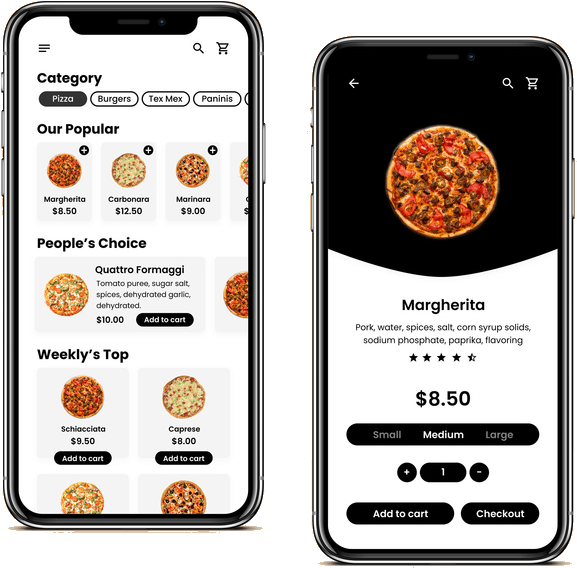 Category
Pizza Burgers Tex Mex Paninis
Our Popular
Margherita Carbonara Marinara
$8.50 $12.50 $9.00 $
People's Choice
Quattro Formaggi
Tomato puree, sugar salt,
spices, dehydrated garlic,
dehydrated.
$10.00 Add to cart
Weekly's Top
Schiacciata Caprese
$9.50 $8.00
Add to cart Add to cart
Margherita
Pork, water, spices, salt, corn syrup solids,
sodium phosphate, paprika, flavoring
$8.50
Small Medium Large
+ 1 -
Add to cart Checkout